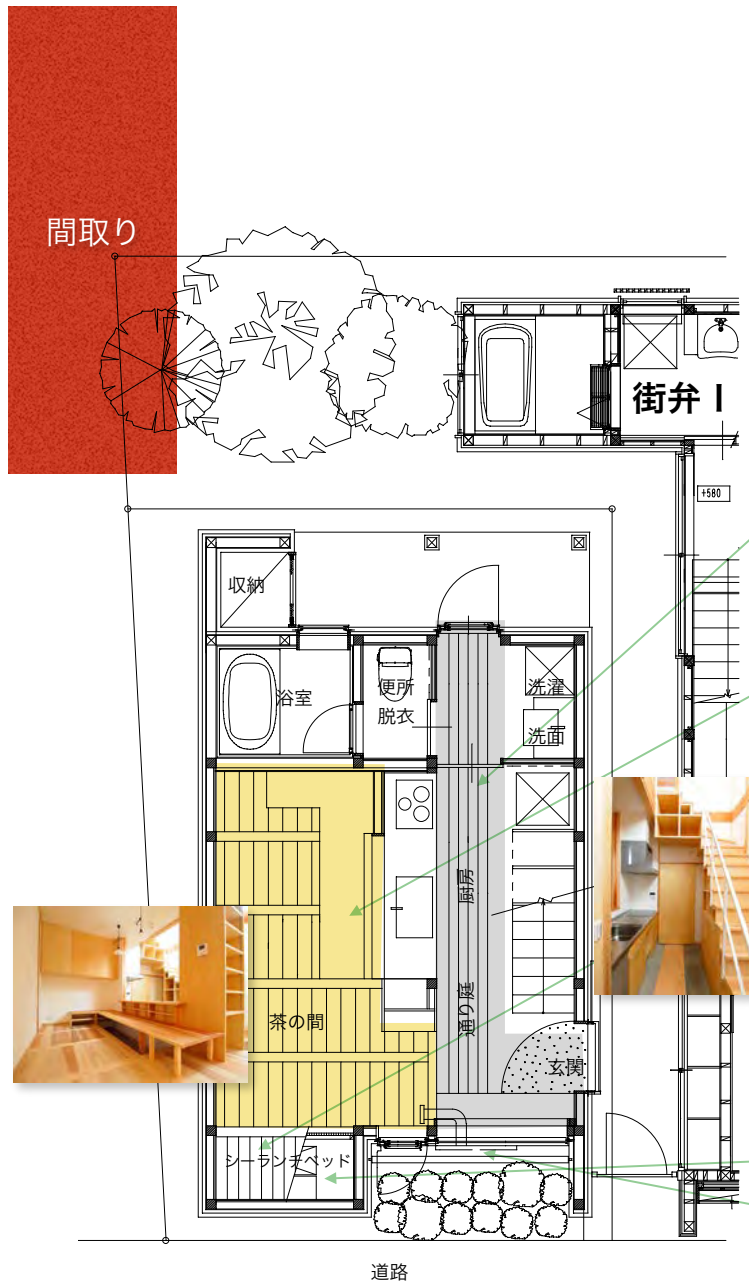 間取り
街弁 I
+580
収納
浴室
便所
脱衣
洗濯
洗面
厨房
通り庭
茶の間
玄関
シーランチベッド
道路